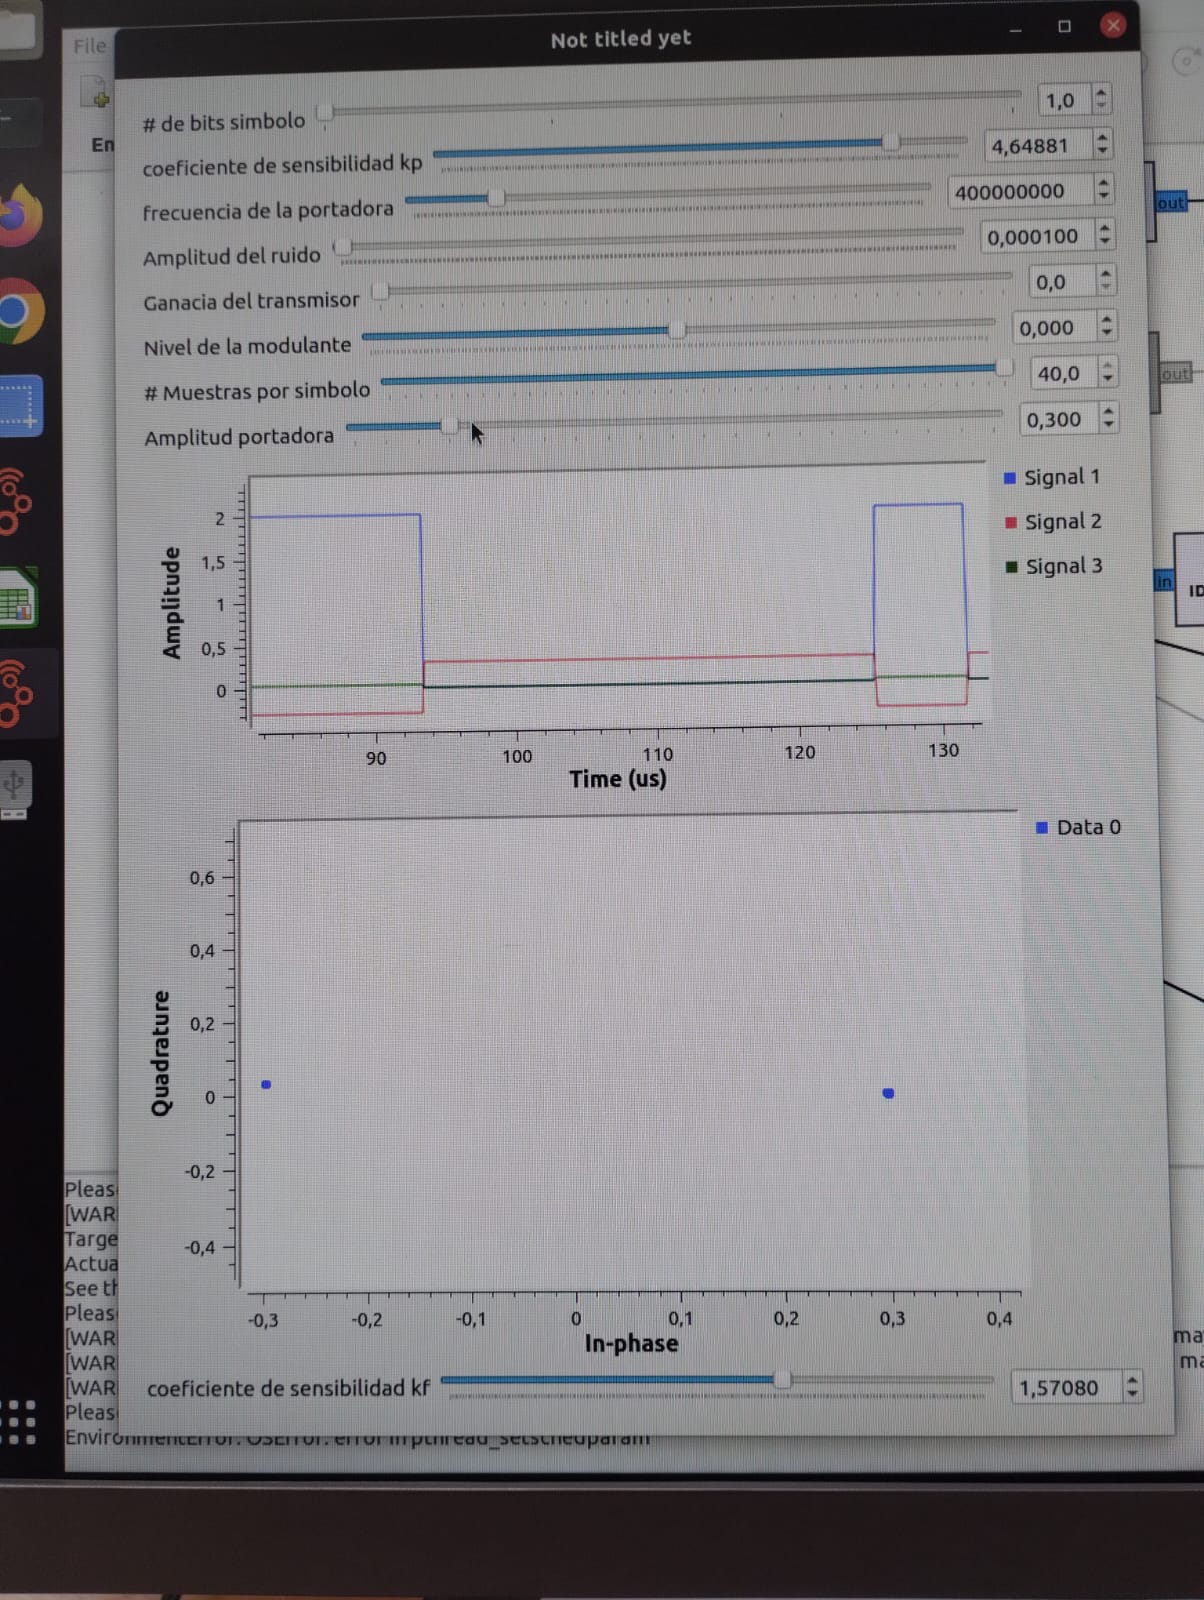 Not titled yet
File
En
# de bits simbolo 1,0
coeficiente de sensibilidad kp 4,64881
frecuencia de la portadora 400000000
Amplitud del ruido 0,000100
Ganacia del transmisor 0,0
Nivel de la modulante 0,000
# Muestras por simbolo 40,0
Amplitud portadora 0,300
out
out
in
ID
Signal 1
Signal 2
Signal 3
Amplitude
2
1,5
1
0,5
0
90 100 110 120 130
Time (us)
Data 0
Quadrature
0,6
0,4
0,2
0
-0,2
-0,4
-0,3 -0,2 -0,1 0 0,1 0,2 0,3 0,4
In-phase
coeficiente de sensibilidad kf 1,57080
Pleas
[WAR
Targe
Actua
See th
Pleas
[WAR
[WAR
[WAR
Pleas
EnvironmentError: OSError: error in pthread_setschedparam
ma
ma